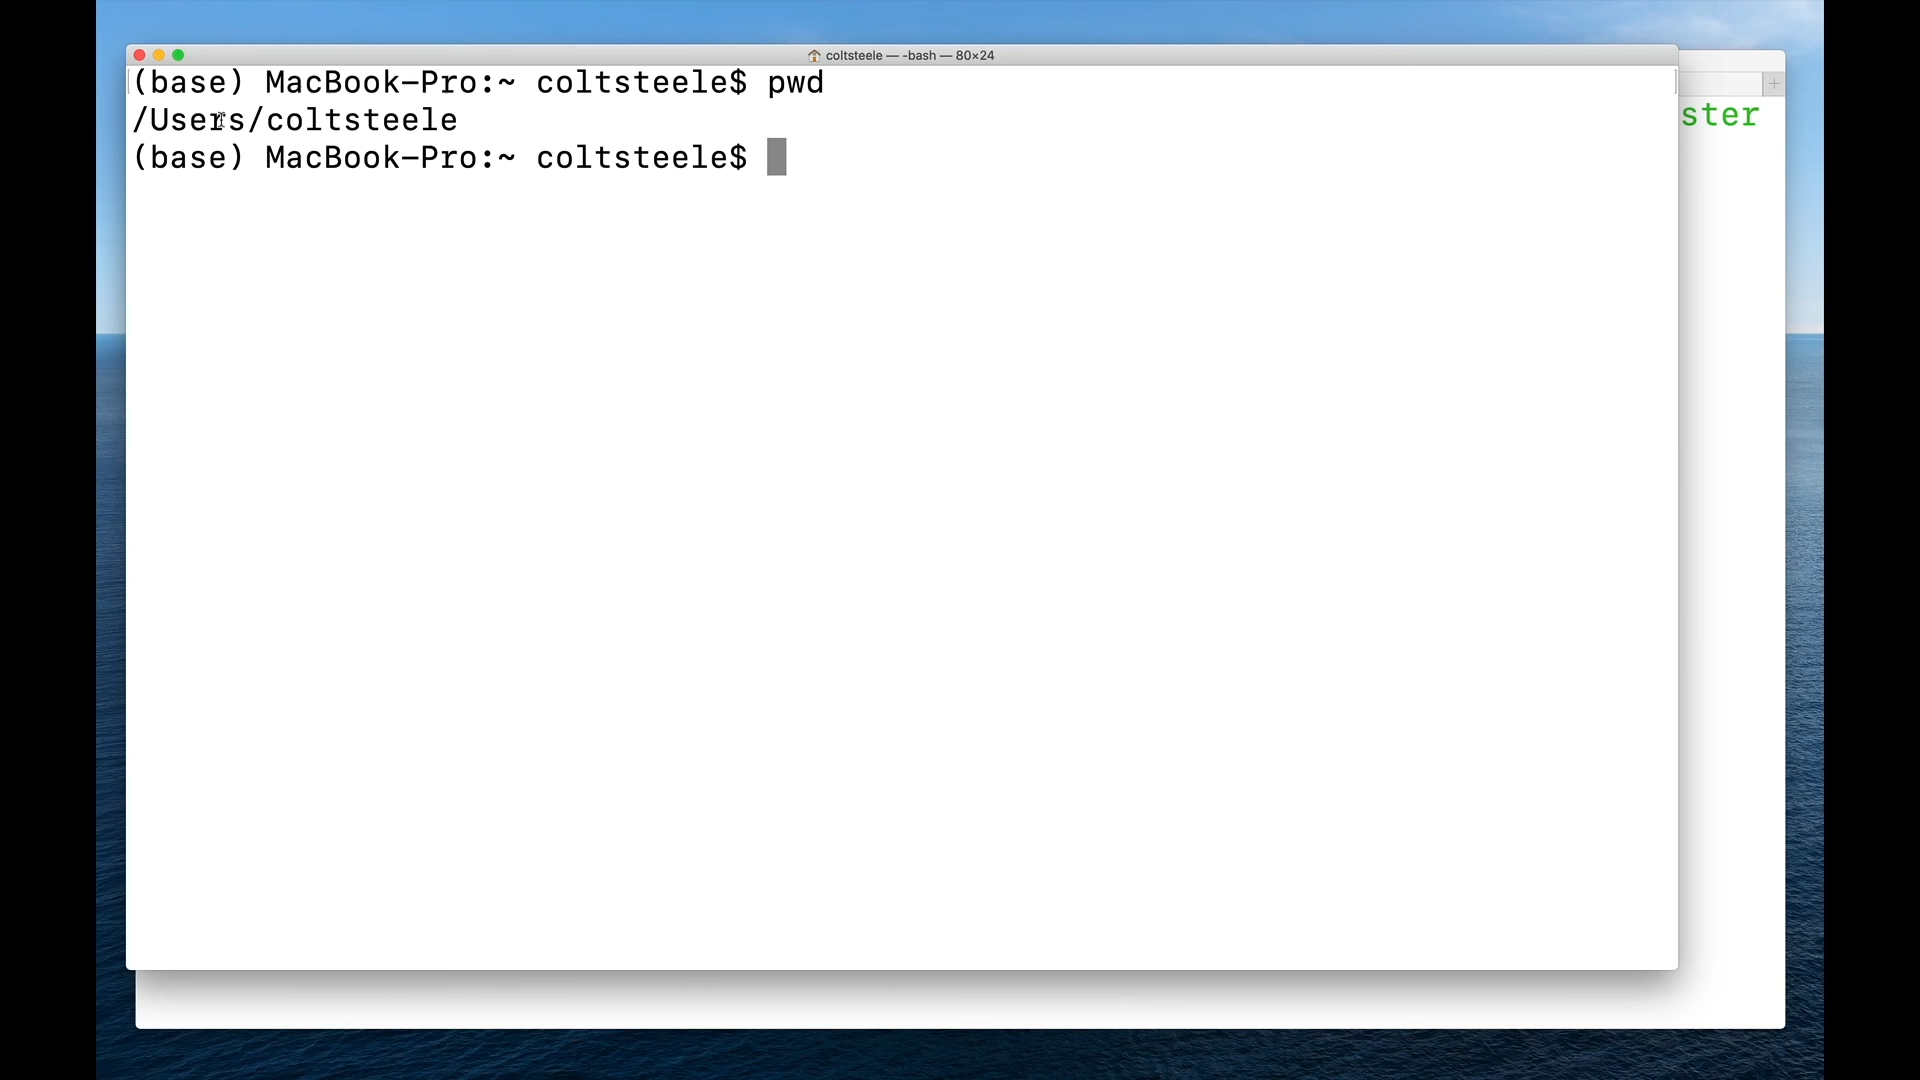 coltsteele — -bash — 80×24
(base) MacBook-Pro:~ coltsteele$ pwd
/Users/coltsteele
(base) MacBook-Pro:~ coltsteele$
ster